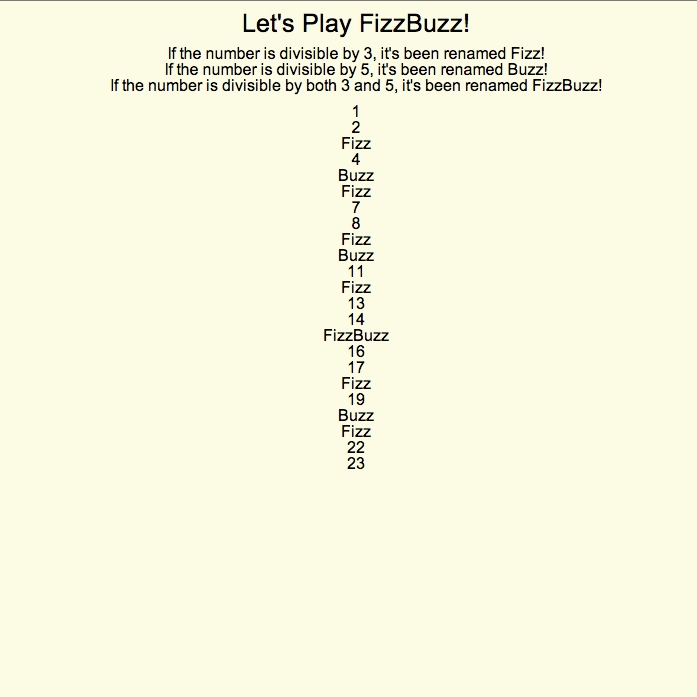 Let's Play FizzBuzz!
If the number is divisible by 3, it's been renamed Fizz!
If the number is divisible by 5, it's been renamed Buzz!
If the number is divisible by both 3 and 5, it's been renamed FizzBuzz!
1
2
Fizz
4
Buzz
Fizz
7
8
Fizz
Buzz
11
Fizz
13
14
FizzBuzz
16
17
Fizz
19
Buzz
Fizz
22
23